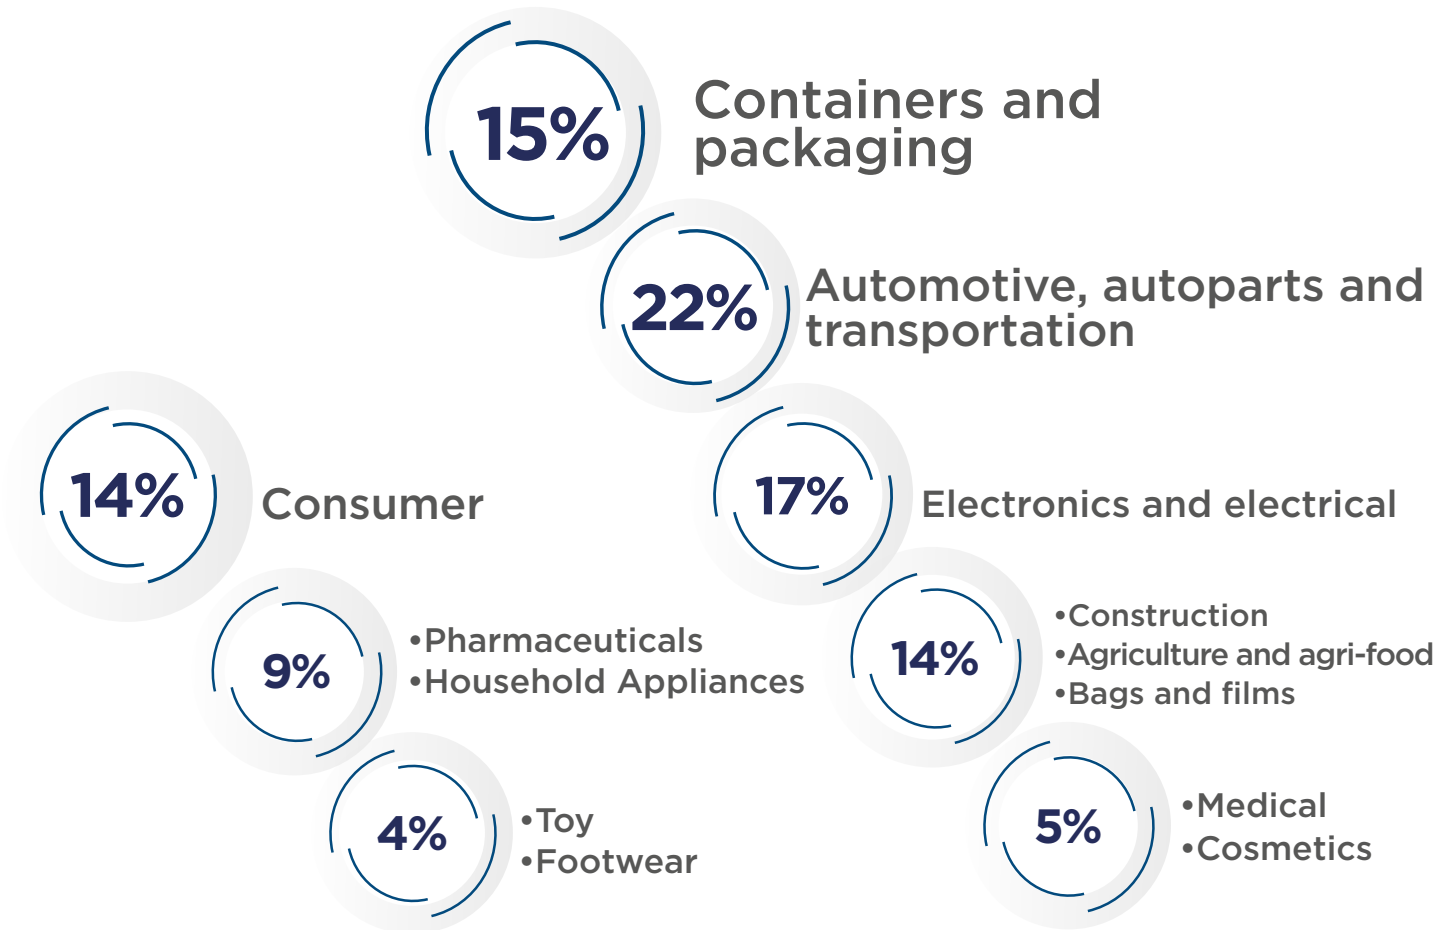 15%
Containers and
packaging
22%
Automotive, autoparts and
transportation
14%
Consumer
17%
Electronics and electrical
9%
•Pharmaceuticals
•Household Appliances
14%
•Construction
•Agriculture and agri-food
•Bags and films
4%
•Toy
•Footwear
5%
•Medical
•Cosmetics